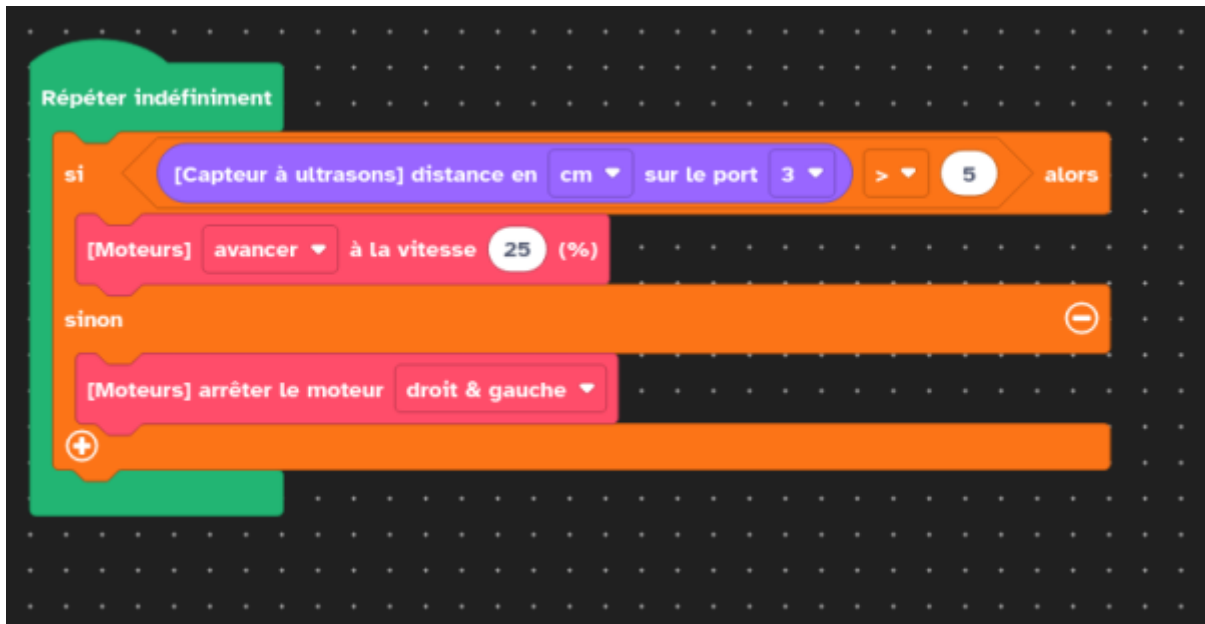 Répéter indéfiniment
si [Capteur à ultrasons] distance en cm sur le port 3 > 5 alors
[Moteurs] avancer à la vitesse 25 (%)
sinon
[Moteurs] arrêter le moteur droit & gauche